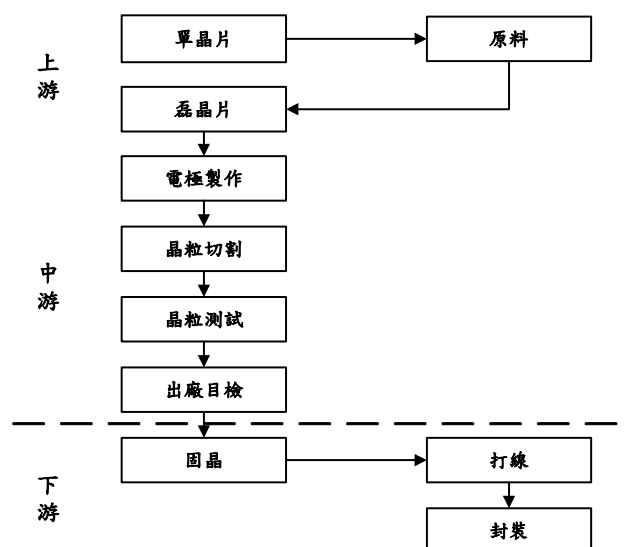 上游
單晶片
原料
磊晶片
中游
電極製作
晶粒切割
晶粒測試
出廠目檢
下游
固晶
打線
封裝